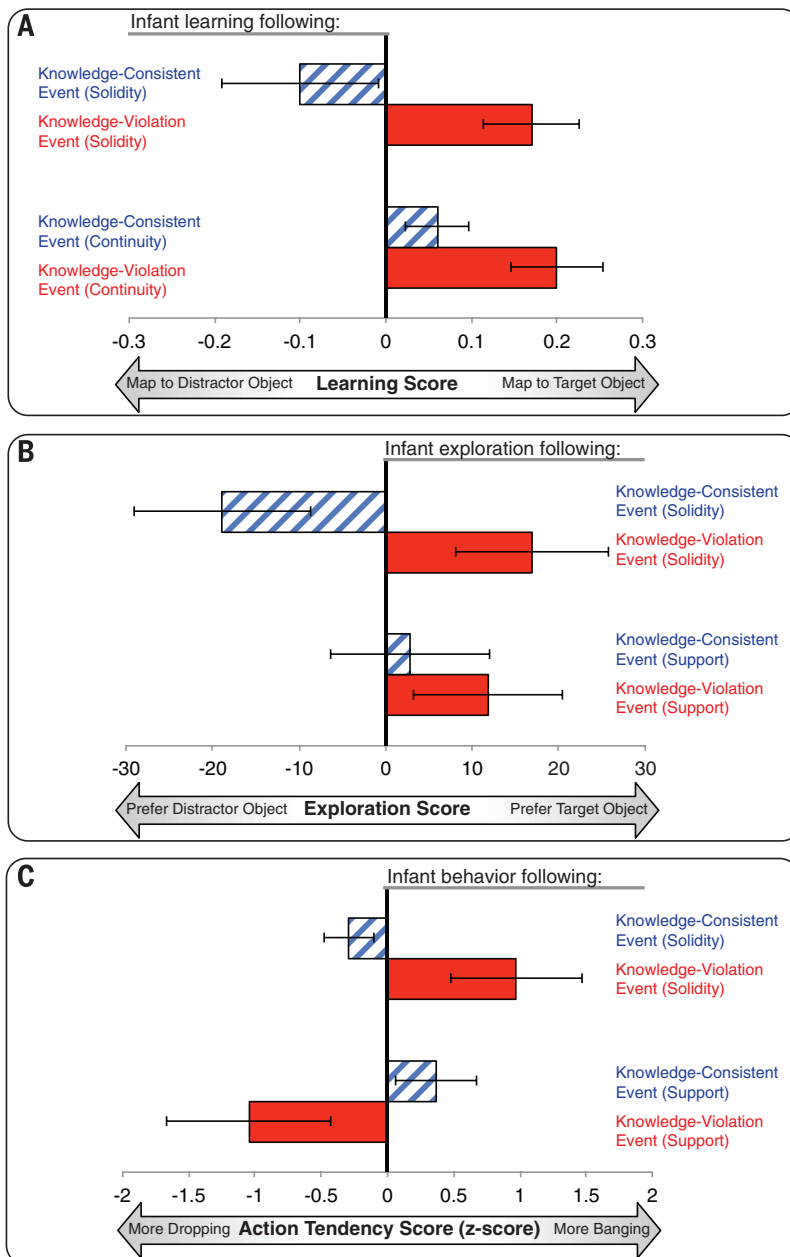 A
Infant learning following:
Knowledge-Consistent
Event (Solidity)
Knowledge-Violation
Event (Solidity)
Knowledge-Consistent
Event (Continuity)
Knowledge-Violation
Event (Continuity)
-0.3 -0.2 -0.1 0 0.1 0.2 0.3
Map to Distractor Object Learning Score Map to Target Object
B
Infant exploration following:
Knowledge-Consistent
Event (Solidity)
Knowledge-Violation
Event (Solidity)
Knowledge-Consistent
Event (Support)
Knowledge-Violation
Event (Support)
-30 -20 -10 0 10 20 30
Prefer Distractor Object Exploration Score Prefer Target Object
C
Infant behavior following:
Knowledge-Consistent
Event (Solidity)
Knowledge-Violation
Event (Solidity)
Knowledge-Consistent
Event (Support)
Knowledge-Violation
Event (Support)
-2 -1.5 -1 -0.5 0 0.5 1 1.5 2
More Dropping Action Tendency Score (z-score) More Banging